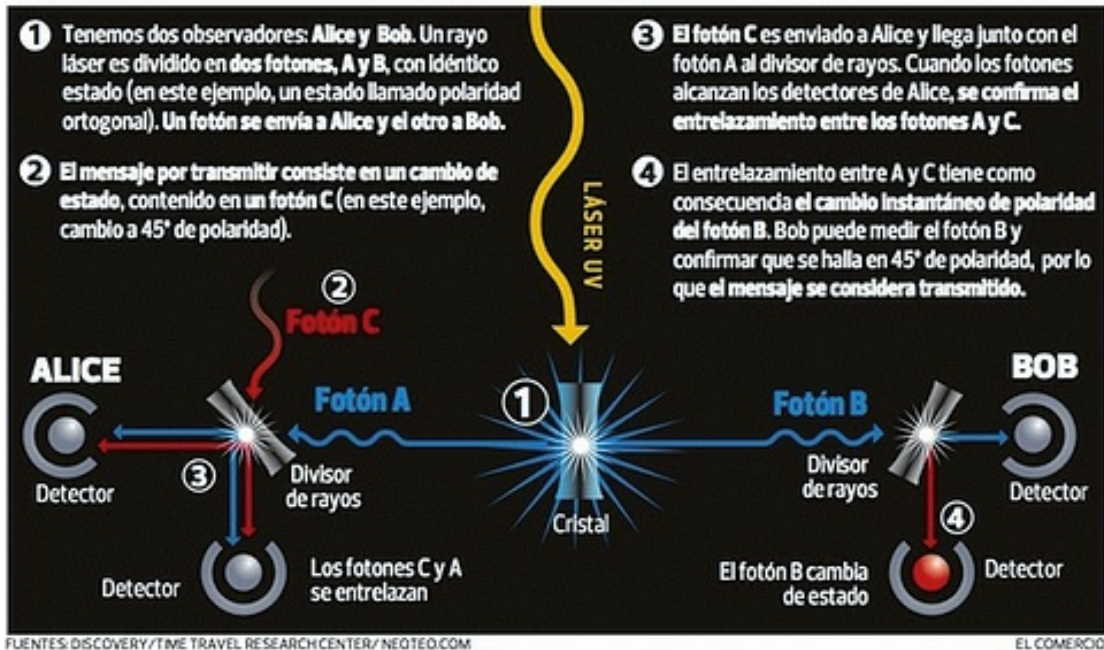 1 Tenemos dos observadores: Alice y Bob. Un rayo
láser es dividido en dos fotones, A y B, con idéntico
estado (en este ejemplo, un estado llamado polaridad
ortogonal). Un fotón se envía a Alice y el otro a Bob.
2 El mensaje por transmitir consiste en un cambio de
estado, contenido en un fotón C (en este ejemplo,
cambio a 45° de polaridad).
3 El fotón C es enviado a Alice y llega junto con el
fotón A al divisor de rayos. Cuando los fotones
alcanzan los detectores de Alice, se confirma el
entrelazamiento entre los fotones A y C.
4 El entrelazamiento entre A y C tiene como
consecuencia el cambio instantáneo de polaridad
del fotón B. Bob puede medir el fotón B y
confirmar que se halla en 45° de polaridad, por lo
que el mensaje se considera transmitido.
LÁSER UV
2
Fotón C
ALICE
Fotón A
1
Fotón B
BOB
3
Detector
Divisor
de rayos
Cristal
Divisor
de rayos
Detector
4
Detector
Los fotones C y A
se entrelazan
El fotón B cambia
de estado
Detector
FUENTES: DISCOVERY/TIME TRAVEL RESEARCH CENTER/ NEOTEO.COM
EL COMERCIO